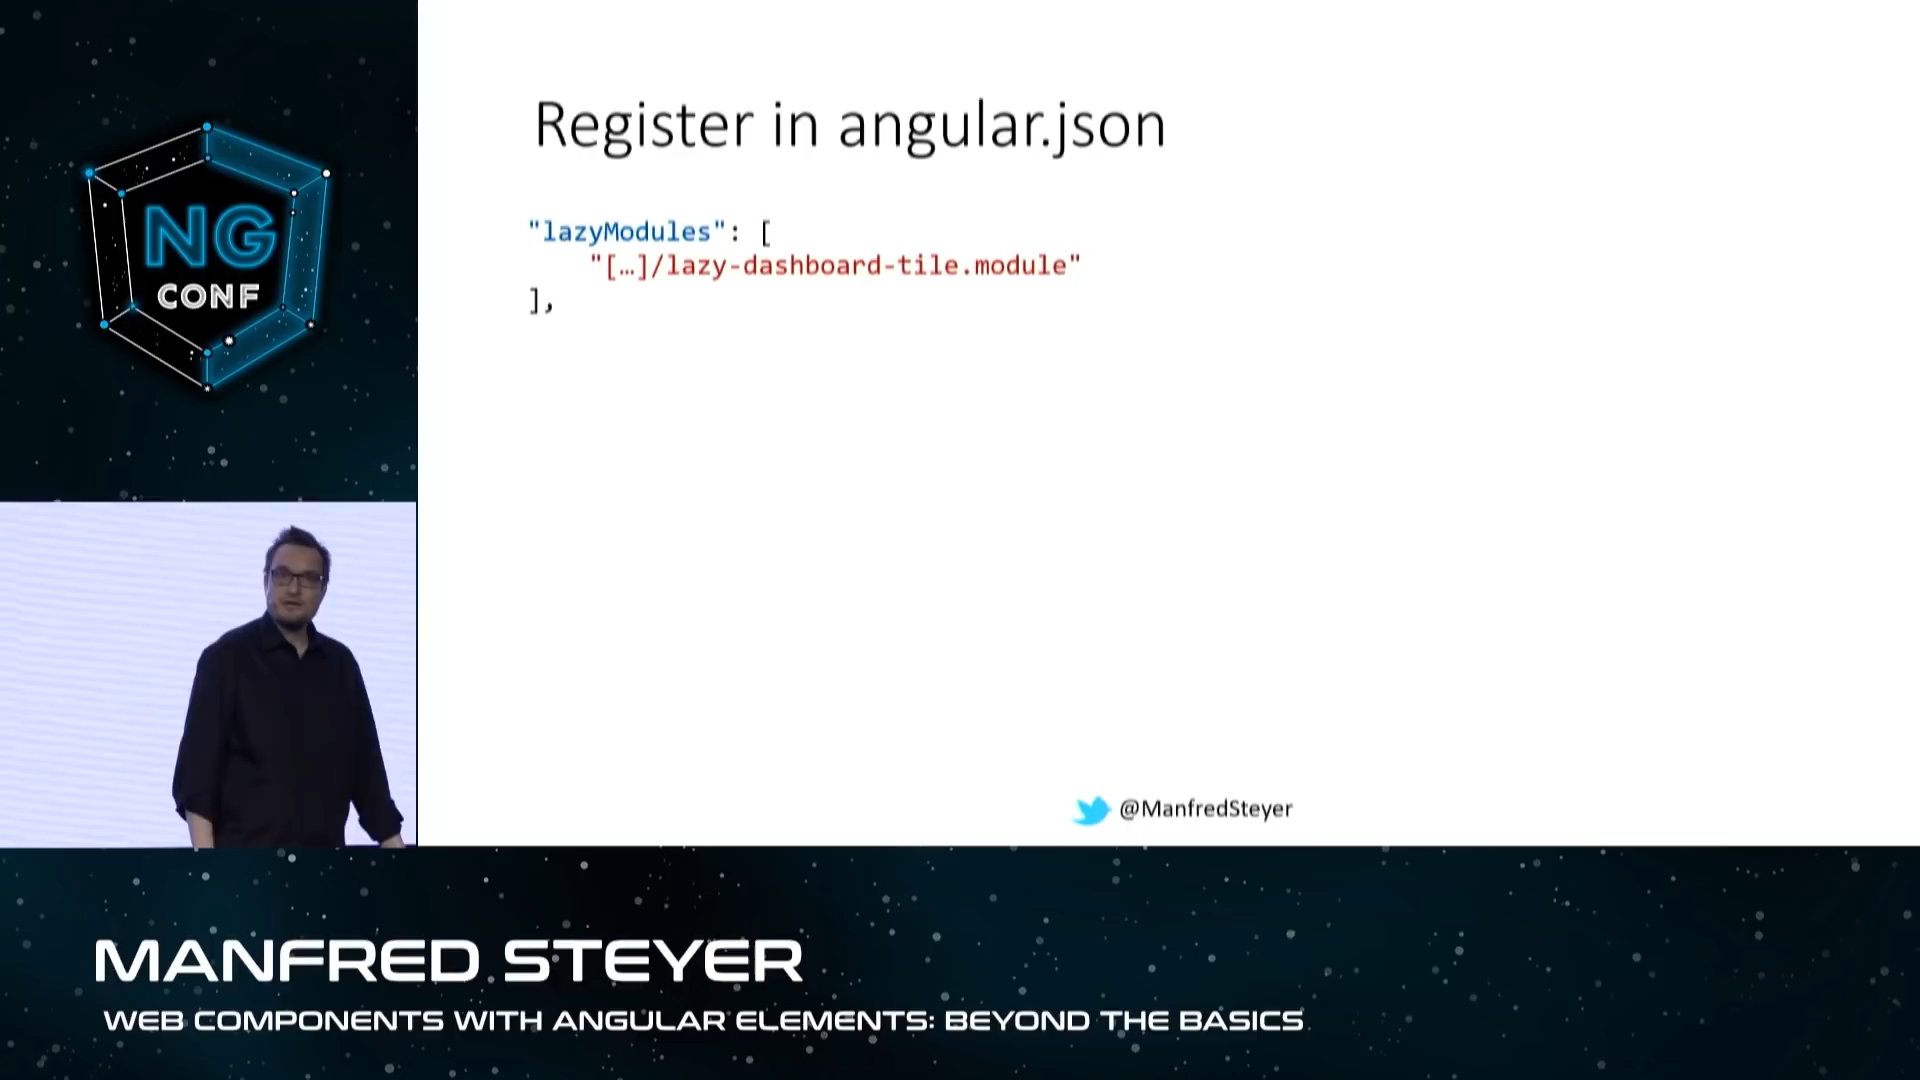 NG
CONF
Register in angular.json
"lazyModules": [
"[…]/lazy-dashboard-tile.module"
],
@ManfredSteyer
MANFRED STEYER
WEB COMPONENTS WITH ANGULAR ELEMENTS: BEYOND THE BASICS